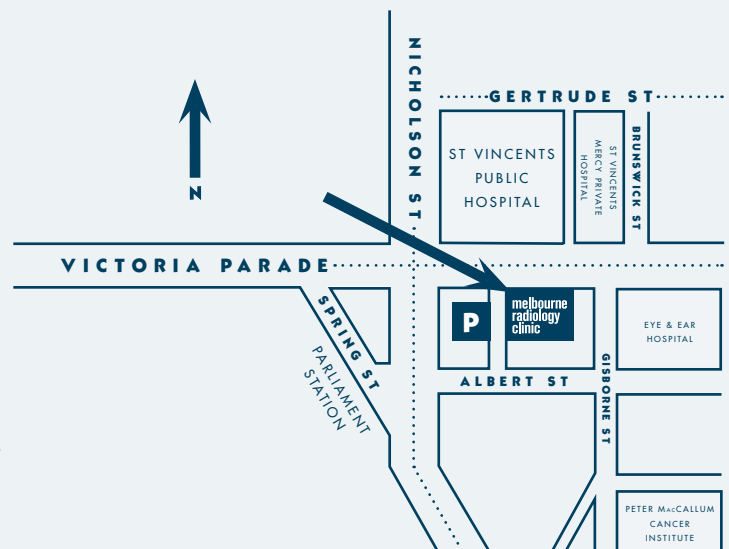 NICHOLSON ST
GERTRUDE ST
N
ST VINCENTS
PUBLIC
HOSPITAL
ST VINCENTS
MERCY PRIVATE
HOSPITAL
BRUNSWICK ST
VICTORIA PARADE
SPRING ST
PARLIAMENT
STATION
P
melbourne
radiology
clinic
EYE & EAR
HOSPITAL
ALBERT ST
GISBORNE ST
PETER MacCALLUM
CANCER
INSTITUTE